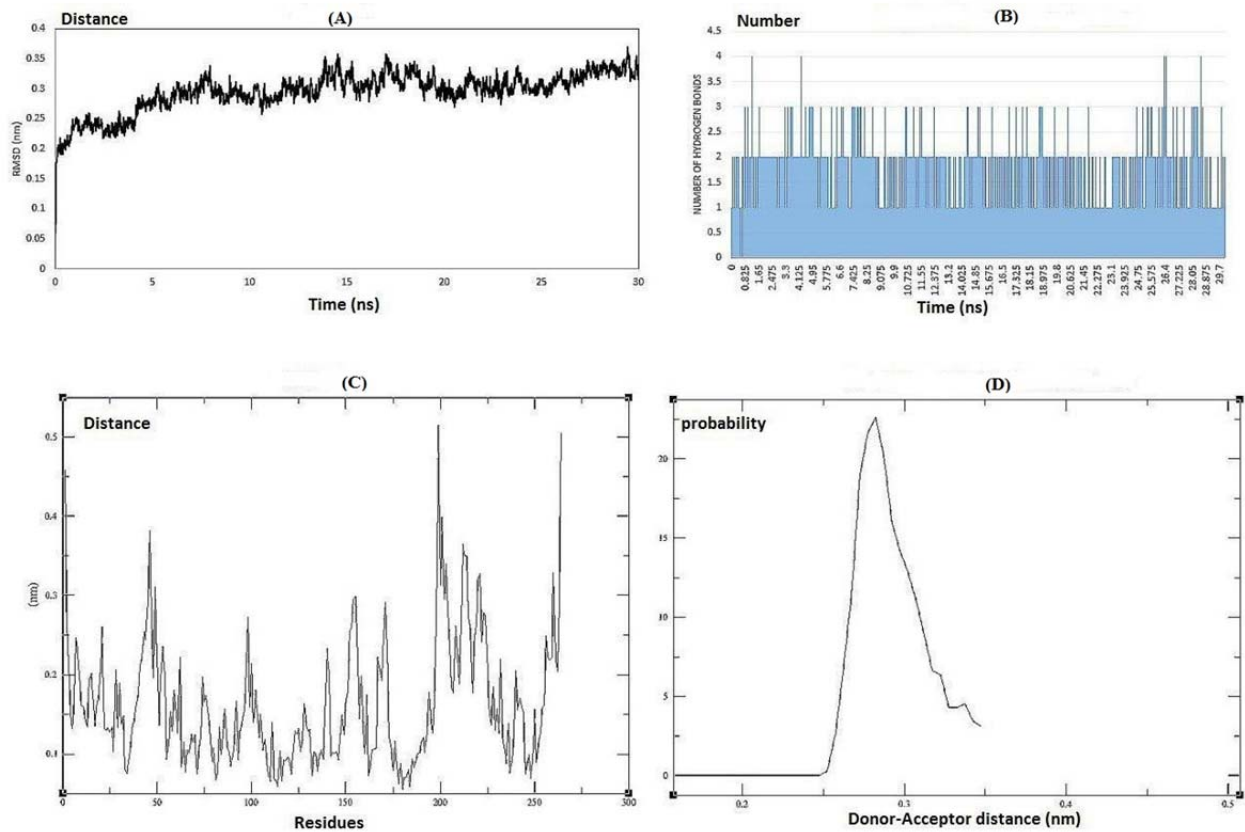 (A)
Distance
RMSD (nm)
0.4
0.35
0.3
0.25
0.2
0.15
0.1
0.05
0
0 5 10 15 20 25 30
Time (ns)
(B)
Number
NUMBER OF HYDROGEN BONDS
4.5
4
3.5
3
2.5
2
1.5
1
0.5
0
0 0.825 1.65 2.475 3.3 4.125 4.95 5.775 6.6 7.425 8.25 9.075 9.9 10.725 11.55 12.375 13.2 14.025 14.85 15.675 16.5 17.325 18.15 18.975 19.8 20.625 21.45 22.275 23.1 23.925 24.75 25.575 26.4 27.225 28.05 28.875 29.7
Time (ns)
(C)
Distance
(nm)
0.5
0.4
0.3
0.2
0.1
0 50 100 150 200 250 300
Residues
(D)
probability
20
15
10
5
0
0.2 0.3 0.4 0.5
Donor-Acceptor distance (nm)